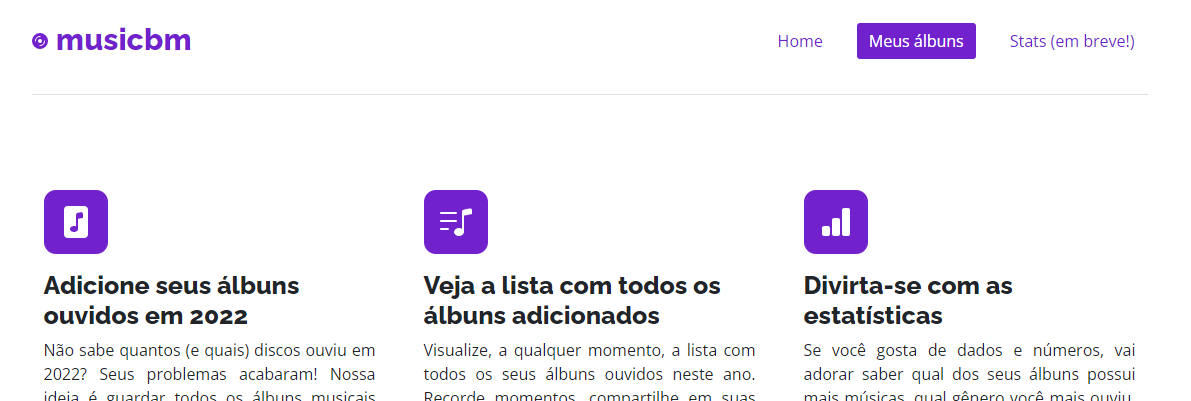 musicbm
Home
Meus álbuns
Stats (em breve!)
Adicione seus álbuns
ouvidos em 2022
Não sabe quantos (e quais) discos ouviu em
2022? Seus problemas acabaram! Nossa
ideia é guardar todos os álbuns musicais
Veja a lista com todos os
álbuns adicionados
Visualize, a qualquer momento, a lista com
todos os seus álbuns ouvidos neste ano.
Recorde momentos, compartilhe em suas
Divirta-se com as
estatísticas
Se você gosta de dados e números, vai
adorar saber qual dos seus álbuns possui
mais músicas, qual gênero você mais ouviu,